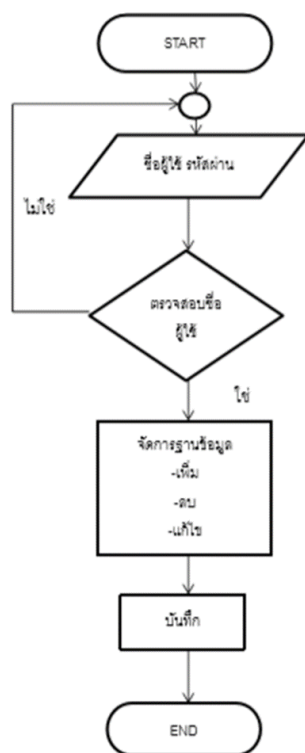 START
ชื่อผู้ใช้ รหัสผ่าน
ไม่ใช่
ตรวจสอบชื่อ
ผู้ใช้
ใช่
จัดการฐานข้อมูล
-เพิ่ม
-ลบ
-แก้ไข
บันทึก
END